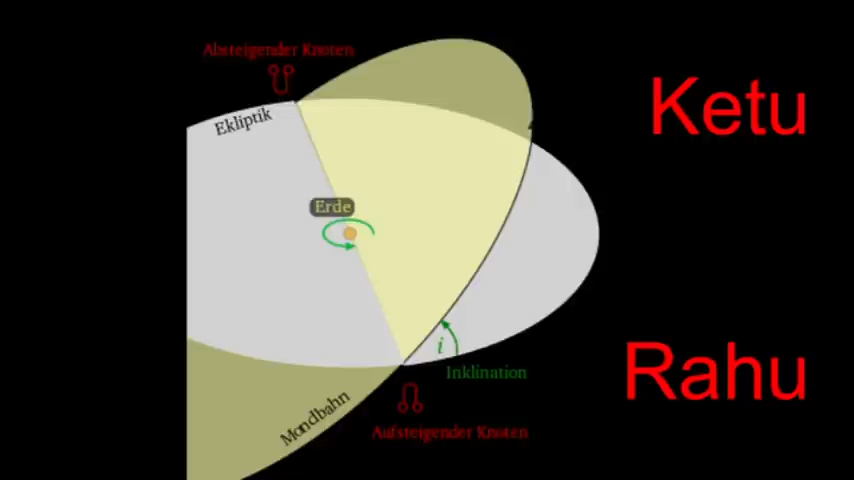 Absteigender Knoten
Ketu
Ekliptik
Erde
i
Inklination
Rahu
Mondbahn
Aufsteigender Knoten